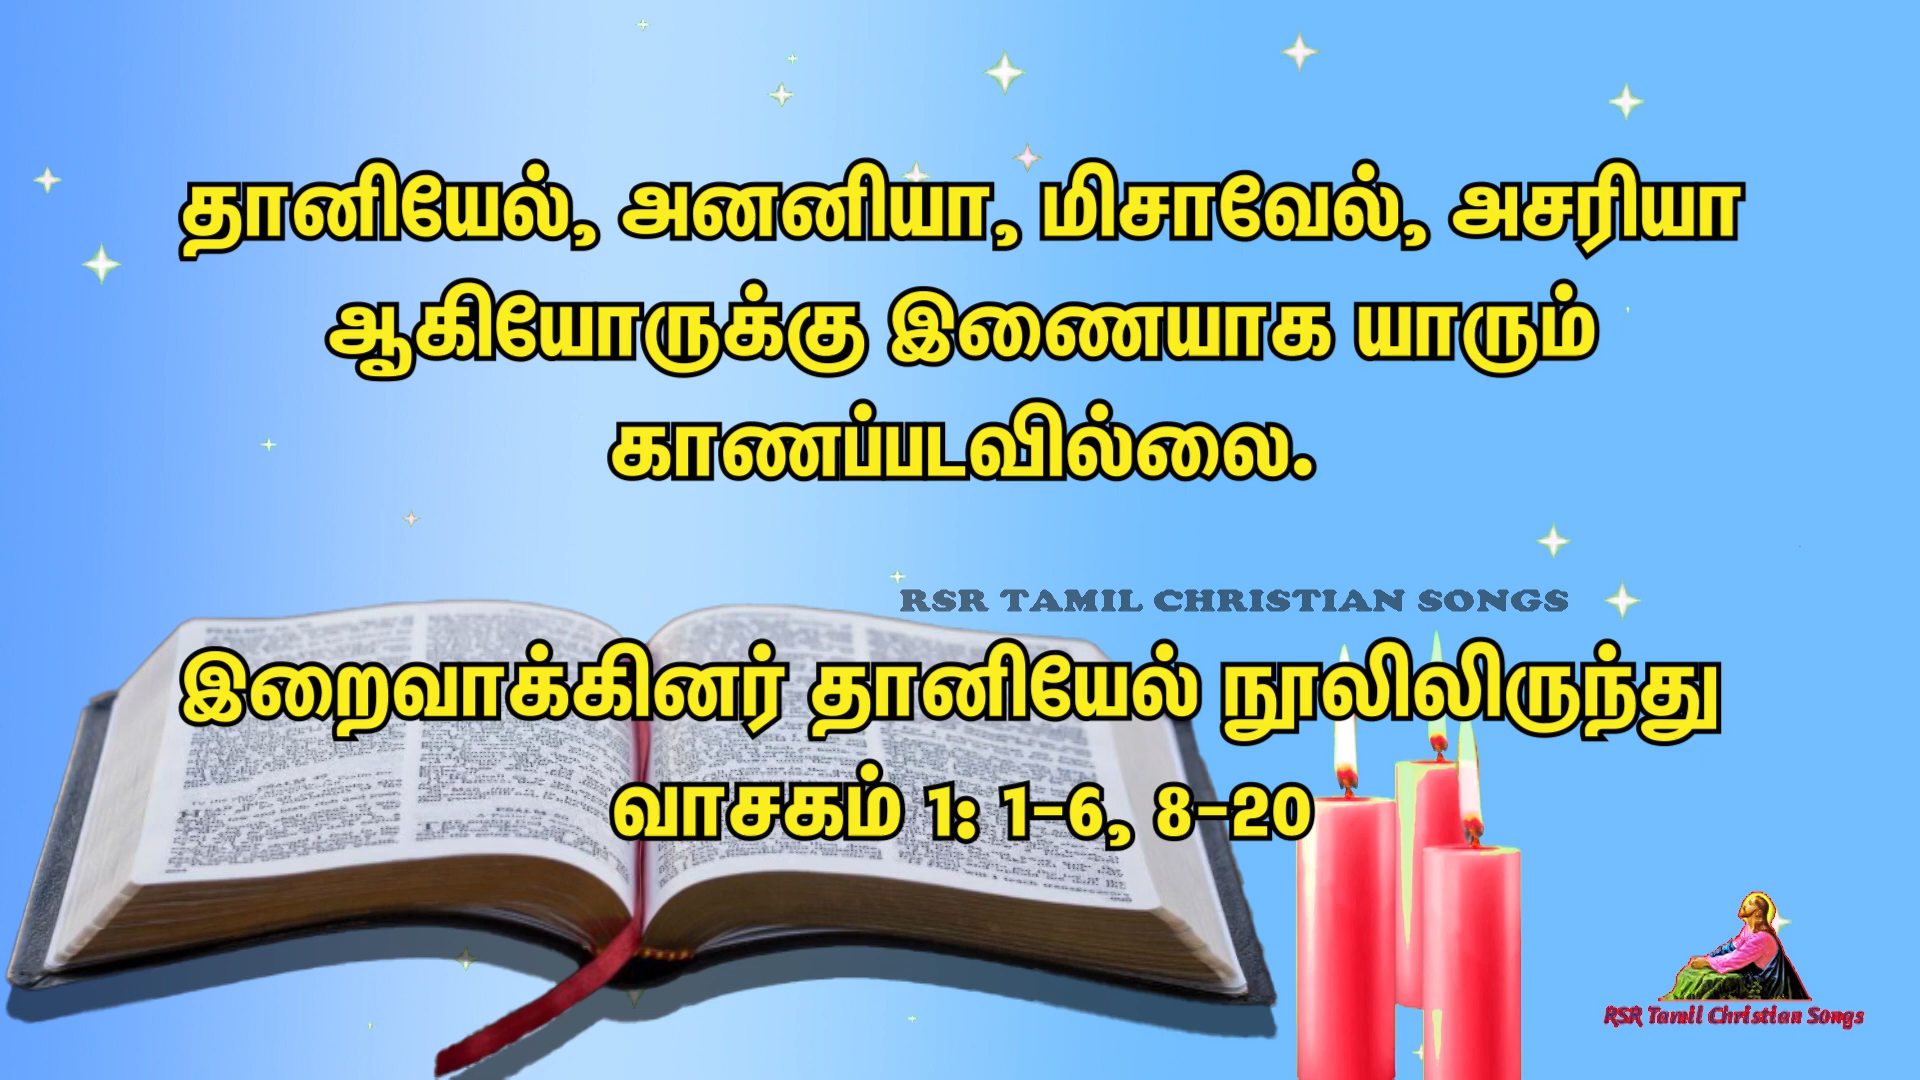 தானியேல், அனனியா, மிசாவேல், அசரியா
ஆகியோருக்கு இணையாக யாரும்
காணப்படவில்லை.
RSR TAMIL CHRISTIAN SONGS
இறைவாக்கினர் தானியேல் நூலிலிருந்து
வாசகம் 1: 1-6, 8-20
RSR Tamil Christian Songs